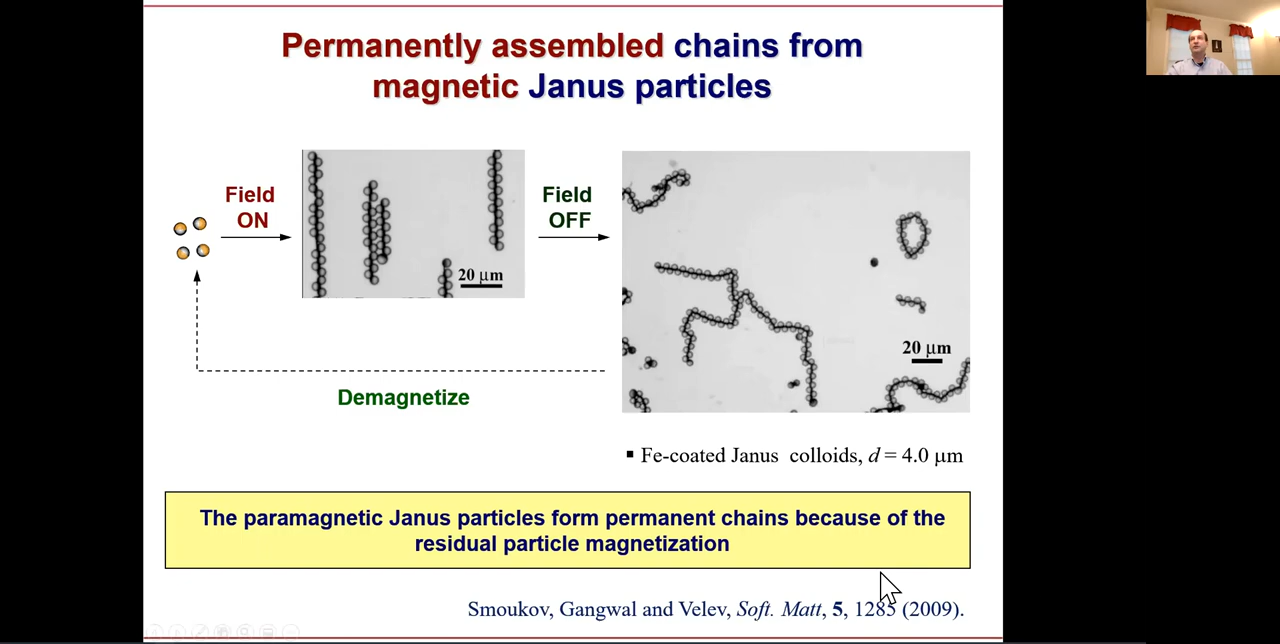 Permanently assembled chains from
magnetic Janus particles
Field
ON
20 μm
Field
OFF
20 μm
Demagnetize
▪ Fe-coated Janus colloids, d = 4.0 μm
The paramagnetic Janus particles form permanent chains because of the
residual particle magnetization
Smoukov, Gangwal and Velev, Soft. Matt, 5, 1285 (2009).